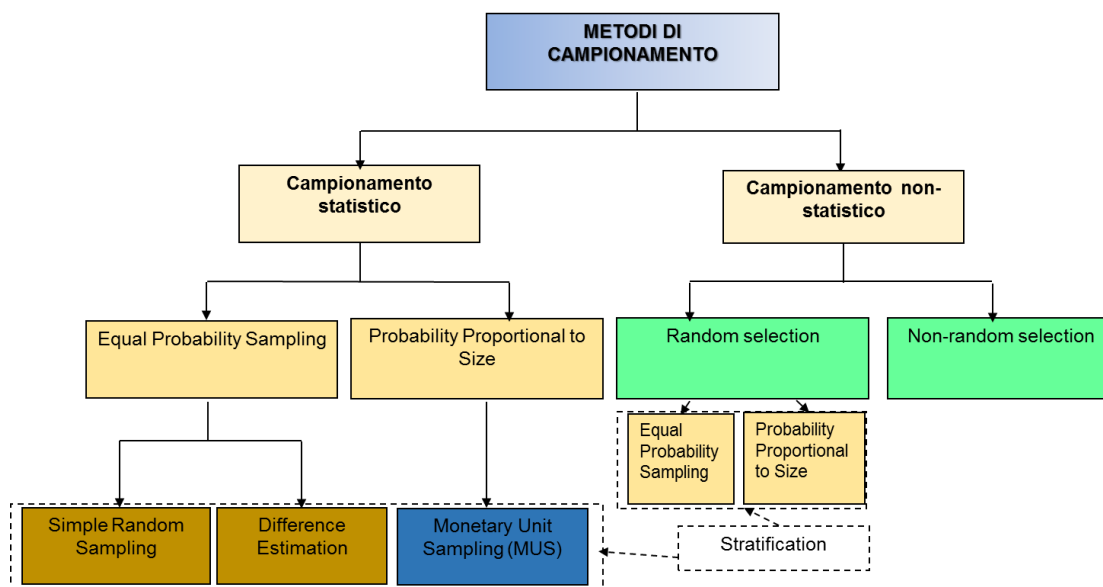 METODI DI
CAMPIONAMENTO
Campionamento
statistico
Campionamento non-
statistico
Equal Probability Sampling
Probability Proportional to
Size
Random selection
Non-random selection
Equal
Probability
Sampling
Probability
Proportional
to Size
Simple Random
Sampling
Difference
Estimation
Monetary Unit
Sampling (MUS)
Stratification